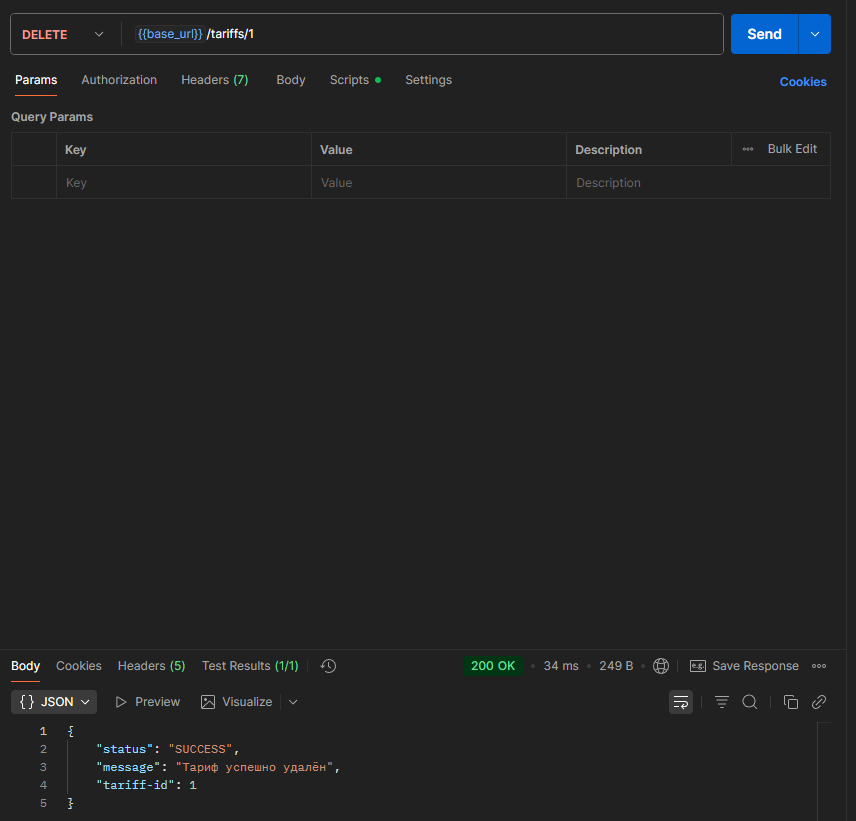 DELETE {{base_url}} /tariffs/1 Send
Params Authorization Headers (7) Body Scripts Settings Cookies
Query Params
Key Value Description Bulk Edit
Key Value Description
Body Cookies Headers (5) Test Results (1/1) 200 OK 34 ms 249 B e.g. Save Response
{} JSON Preview Visualize
1 {
2 "status": "SUCCESS",
3 "message": "Тариф успешно удалён",
4 "tariff-id": 1
5 }